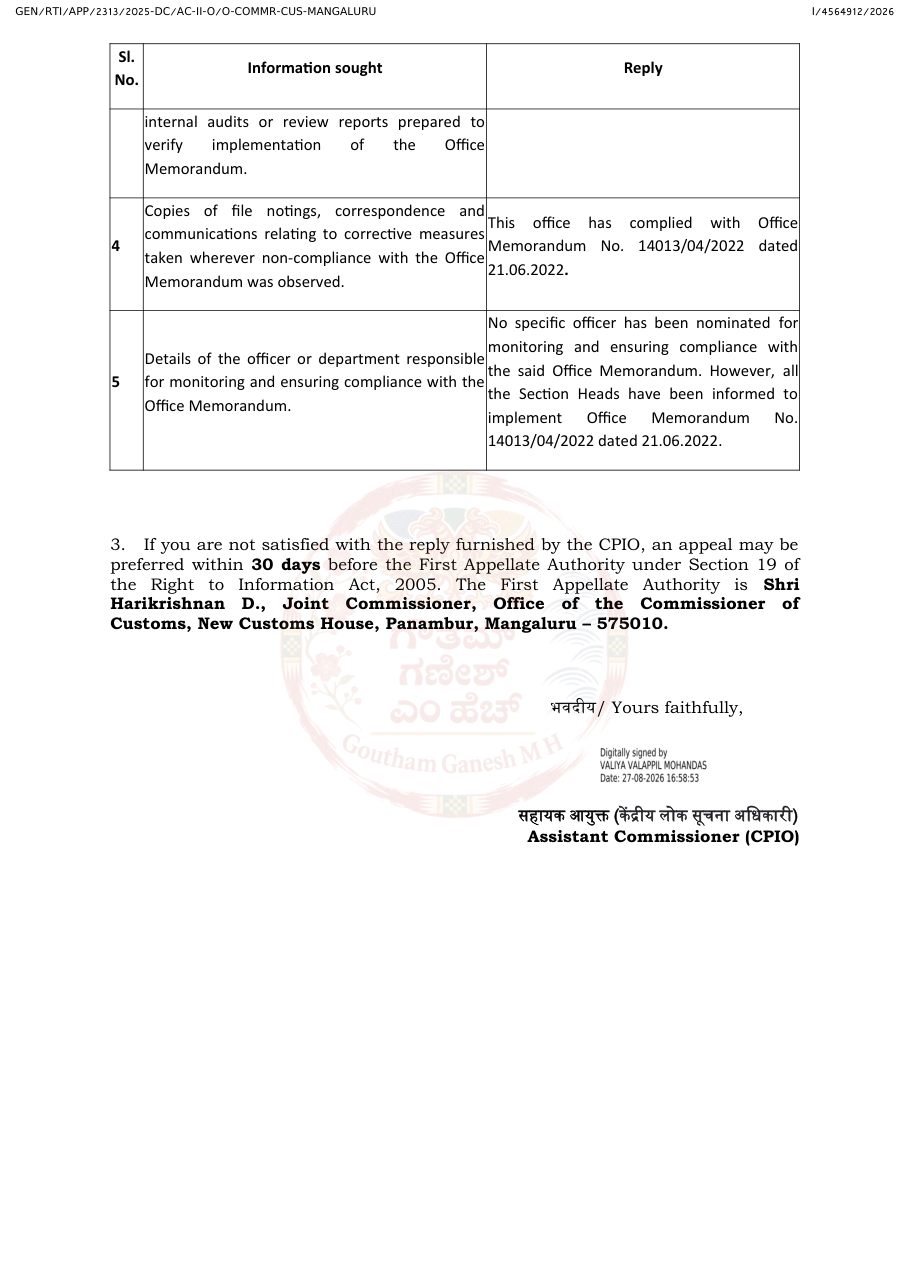 GEN/RTI/APP/2313/2025-DC/AC-II-O/O-COMMR-CUS-MANGALURU
I/4564912/2026
Sl. No.
Information sought
Reply
internal audits or review reports prepared to
verify implementation of the Office
Memorandum.
4
Copies of file notings, correspondence and
communications relating to corrective measures
taken wherever non-compliance with the Office
Memorandum was observed.
This office has complied with Office
Memorandum No. 14013/04/2022 dated
21.06.2022.
5
Details of the officer or department responsible
for monitoring and ensuring compliance with the
Office Memorandum.
No specific officer has been nominated for
monitoring and ensuring compliance with
the said Office Memorandum. However, all
the Section Heads have been informed to
implement Office Memorandum No.
14013/04/2022 dated 21.06.2022.
3. If you are not satisfied with the reply furnished by the CPIO, an appeal may be
preferred within 30 days before the First Appellate Authority under Section 19 of
the Right to Information Act, 2005. The First Appellate Authority is Shri
Harikrishnan D., Joint Commissioner, Office of the Commissioner of
Customs, New Customs House, Panambur, Mangaluru – 575010.
ಗೌತಮ್
ಗಣೇಶ್
ಎಂ ಹೆಚ್
Goutham Ganesh M H
भवदीय/ Yours faithfully,
Digitally signed by
VALIYA VALAPPIL MOHANDAS
Date: 27-08-2026 16:58:53
सहायक आयुक्त (केंद्रीय लोक सूचना अधिकारी)
Assistant Commissioner (CPIO)